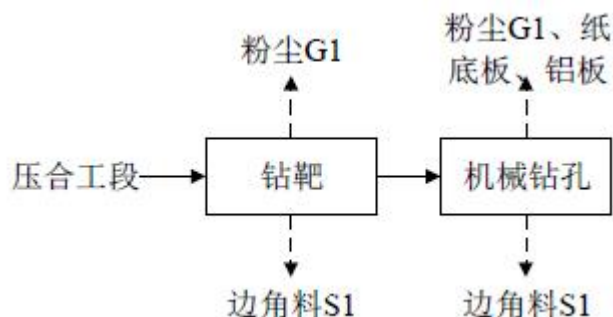 粉尘G1
粉尘G1、纸
底板、铝板
压合工段
钻靶
机械钻孔
边角料S1
边角料S1